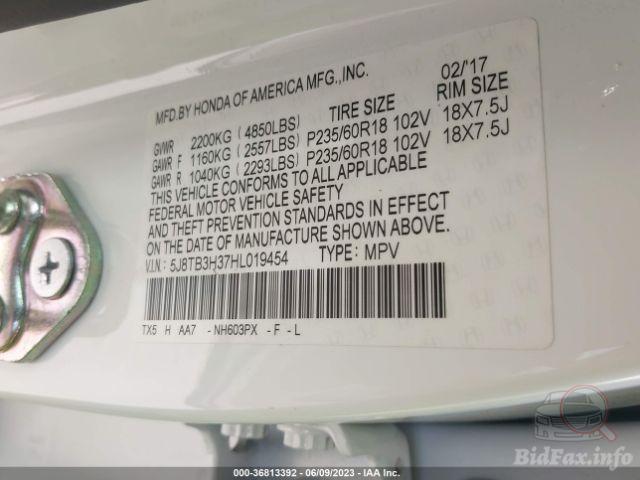 MFD.BY HONDA OF AMERICA MFG.,INC. 02/'17
TIRE SIZE RIM SIZE
GVWR 2200KG ( 4850LBS)
GAWR F 1160KG ( 2557LBS) P235/60R18 102V 18X7.5J
GAWR R 1040KG ( 2293LBS) P235/60R18 102V 18X7.5J
THIS VEHICLE CONFORMS TO ALL APPLICABLE
FEDERAL MOTOR VEHICLE SAFETY
AND THEFT PREVENTION STANDARDS IN EFFECT
ON THE DATE OF MANUFACTURE SHOWN ABOVE.
V.I.N.: 5J8TB3H37HL019454 TYPE: MPV
TX5 H AA7 -NH603PX -F -L
BidFax.info
000-36813392 - 06/09/2023 - IAA Inc.